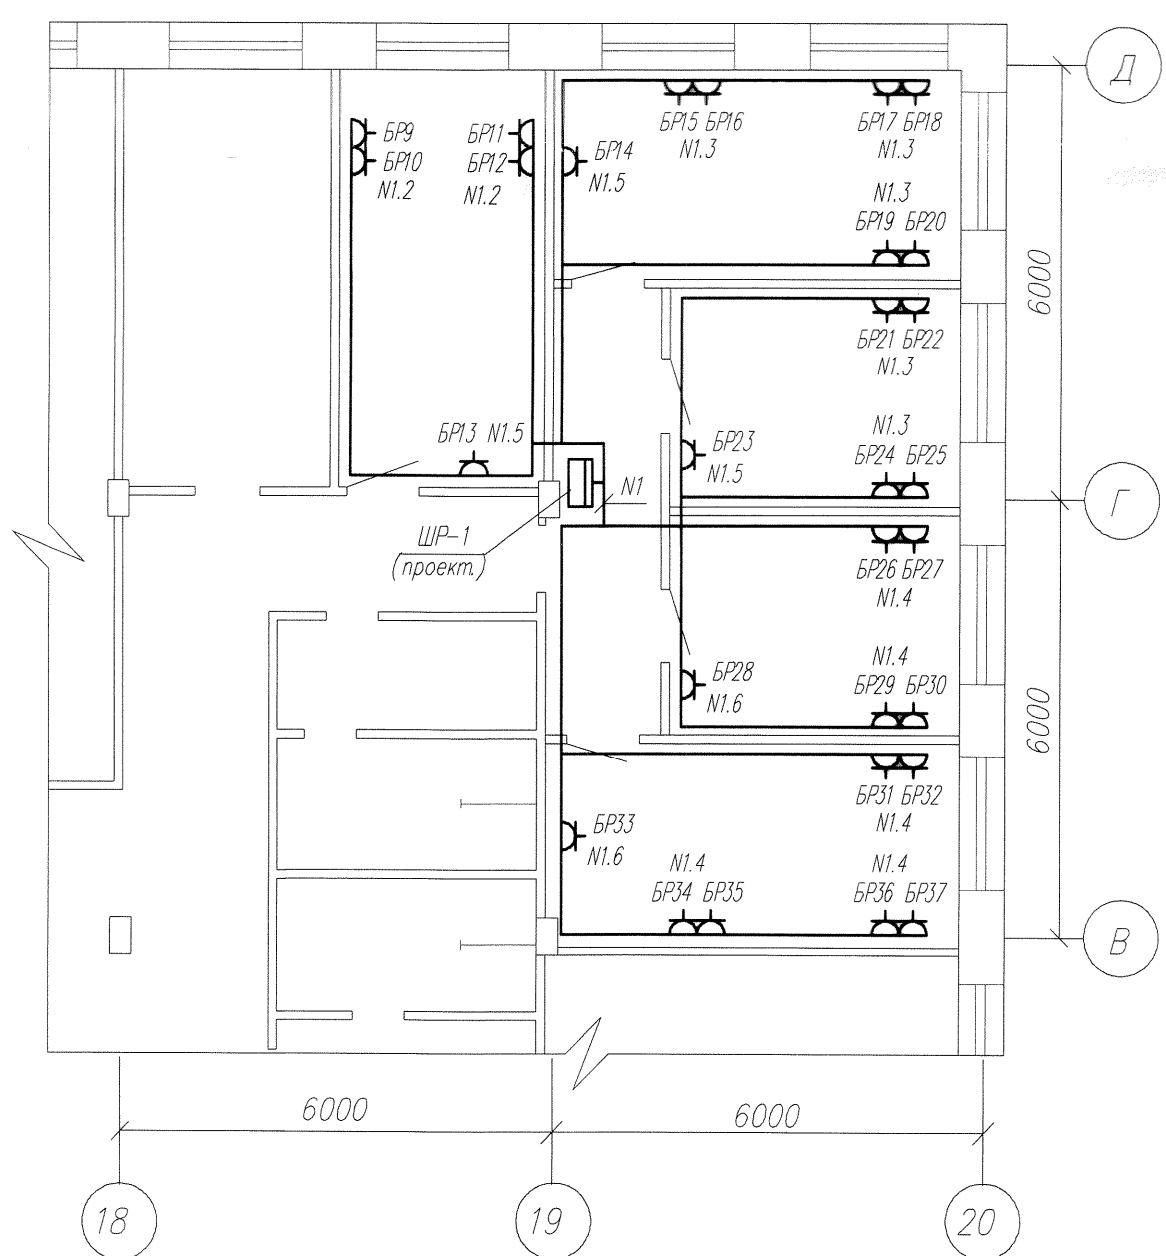 Д
БР9
БР10
N1.2
БР11
БР12
N1.2
БР14
N1.5
БР15 БР16
N1.3
БР17 БР18
N1.3
N1.3
БР19 БР20
6000
БР21 БР22
N1.3
БР13 N1.5
БР23
N1.5
N1.3
БР24 БР25
N1
Г
ШР-1
(проект.)
БР26 БР27
N1.4
БР28
N1.6
N1.4
БР29 БР30
6000
БР31 БР32
N1.4
БР33
N1.6
N1.4
БР34 БР35
N1.4
БР36 БР37
В
6000
6000
18
19
20